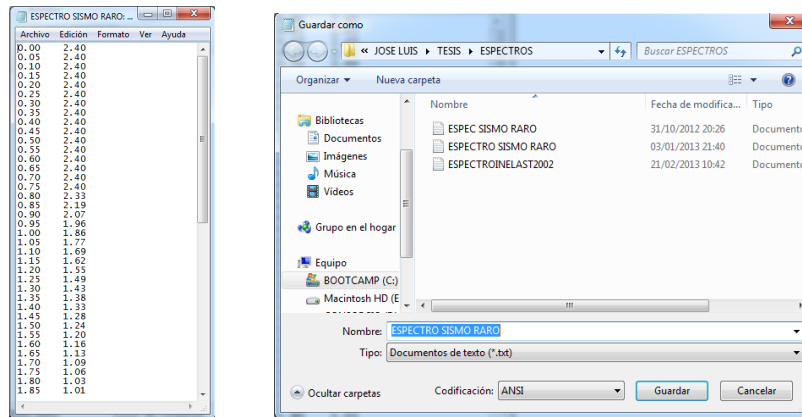 ESPECTRO SISMO RARO: ...
Archivo Edición Formato Ver Ayuda
0.00 2.40
0.05 2.40
0.10 2.40
0.15 2.40
0.20 2.40
0.25 2.40
0.30 2.40
0.35 2.40
0.40 2.40
0.45 2.40
0.50 2.40
0.55 2.40
0.60 2.40
0.65 2.40
0.70 2.40
0.75 2.40
0.80 2.33
0.85 2.19
0.90 2.07
0.95 1.96
1.00 1.86
1.05 1.77
1.10 1.69
1.15 1.62
1.20 1.55
1.25 1.49
1.30 1.43
1.35 1.38
1.40 1.33
1.45 1.28
1.50 1.24
1.55 1.20
1.60 1.16
1.65 1.13
1.70 1.09
1.75 1.06
1.80 1.03
1.85 1.01
Guardar como
« JOSE LUIS ▸ TESIS ▸ ESPECTROS
Buscar ESPECTROS
Organizar Nueva carpeta
Nombre Fecha de modifica... Tipo
Bibliotecas
Documentos
Imágenes
Música
Vídeos
Grupo en el hogar
Equipo
BOOTCAMP (C:)
Macintosh HD (E
ESPEC SISMO RARO 31/10/2012 20:26 Documento
ESPECTRO SISMO RARO 03/01/2013 21:40 Documento
ESPECTROINELAST2002 21/02/2013 10:42 Documento
Nombre: ESPECTRO SISMO RARO
Tipo: Documentos de texto (*.txt)
Ocultar carpetas Codificación: ANSI Guardar Cancelar